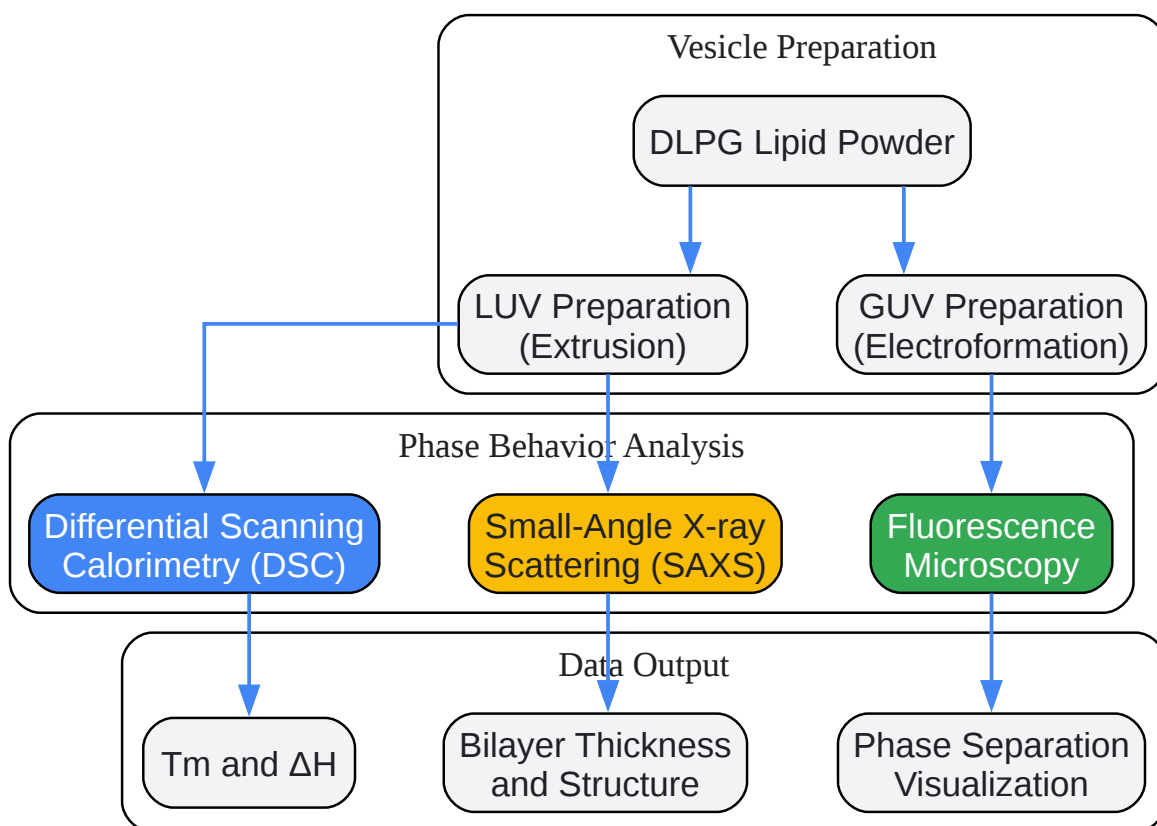 Vesicle Preparation
DLPG Lipid Powder
LUV Preparation
(Extrusion)
GUV Preparation
(Electroformation)
Phase Behavior Analysis
Differential Scanning
Calorimetry (DSC)
Small-Angle X-ray
Scattering (SAXS)
Fluorescence
Microscopy
Data Output
Tm and ΔH
Bilayer Thickness
and Structure
Phase Separation
Visualization